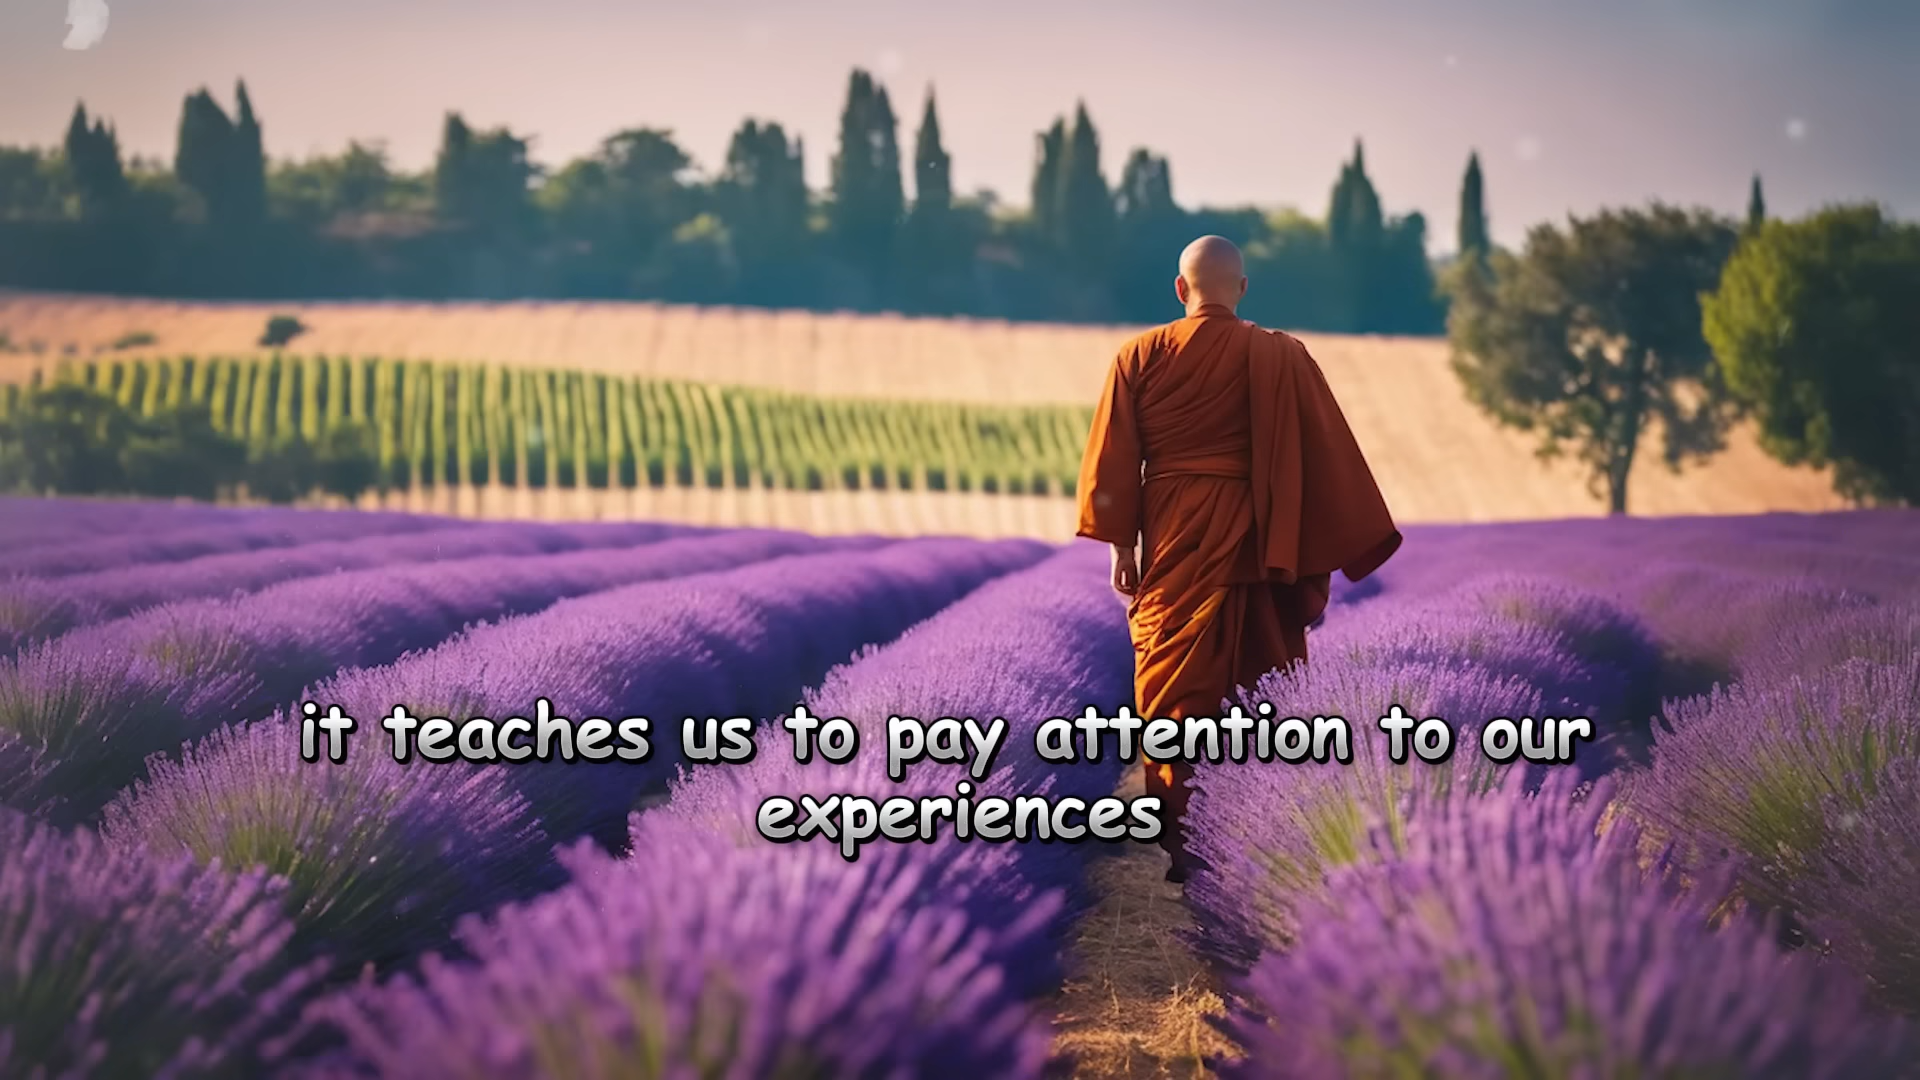 it teaches us to pay attention to our
experiences